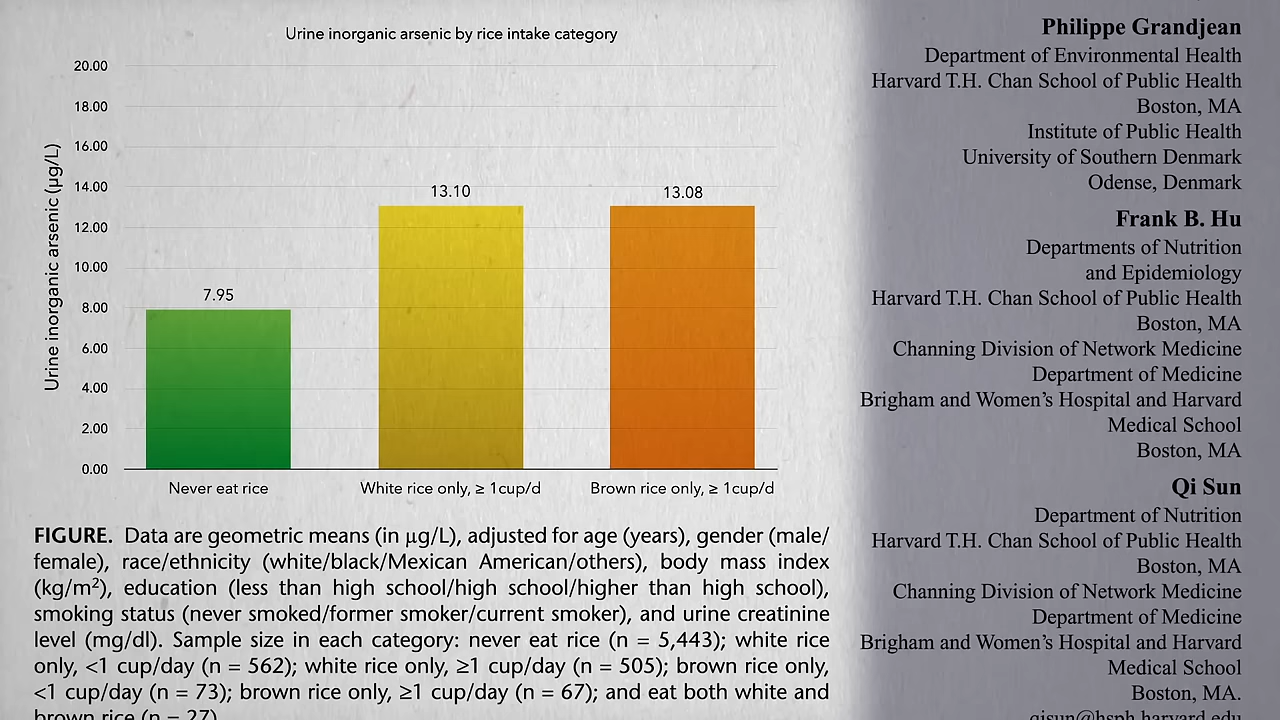 Urine inorganic arsenic by rice intake category
Urine inorganic arsenic (µg/L)
20.00
18.00
16.00
14.00
12.00
10.00
8.00
6.00
4.00
2.00
0.00
7.95
13.10
13.08
Never eat rice
White rice only, ≥ 1cup/d
Brown rice only, ≥ 1cup/d
FIGURE. Data are geometric means (in µg/L), adjusted for age (years), gender (male/
female), race/ethnicity (white/black/Mexican American/others), body mass index
(kg/m²), education (less than high school/high school/higher than high school),
smoking status (never smoked/former smoker/current smoker), and urine creatinine
level (mg/dl). Sample size in each category: never eat rice (n = 5,443); white rice
only, <1 cup/day (n = 562); white rice only, ≥1 cup/day (n = 505); brown rice only,
<1 cup/day (n = 73); brown rice only, ≥1 cup/day (n = 67); and eat both white and
brown rice (n = 27)
Philippe Grandjean
Department of Environmental Health
Harvard T.H. Chan School of Public Health
Boston, MA
Institute of Public Health
University of Southern Denmark
Odense, Denmark
Frank B. Hu
Departments of Nutrition
and Epidemiology
Harvard T.H. Chan School of Public Health
Boston, MA
Channing Division of Network Medicine
Department of Medicine
Brigham and Women's Hospital and Harvard
Medical School
Boston, MA
Qi Sun
Department of Nutrition
Harvard T.H. Chan School of Public Health
Boston, MA
Channing Division of Network Medicine
Department of Medicine
Brigham and Women's Hospital and Harvard
Medical School
Boston, MA.
qisun@hsph.harvard.edu